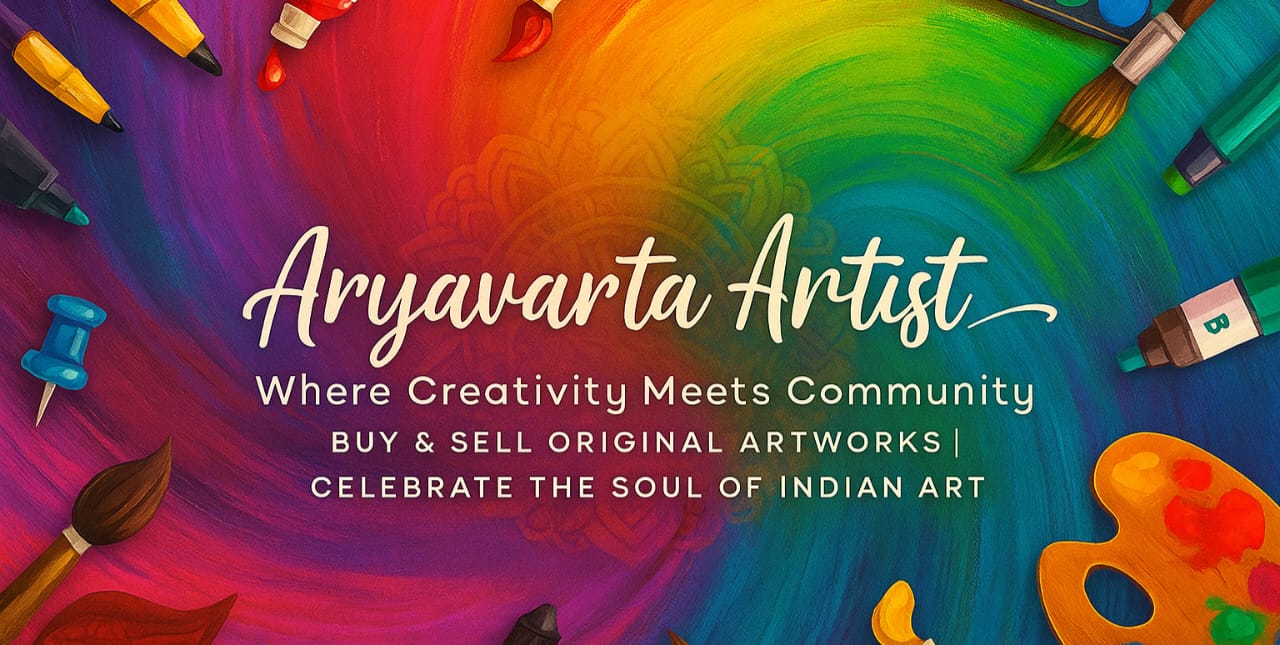 Aryavarta Artist
Where Creativity Meets Community
BUY & SELL ORIGINAL ARTWORKS |
CELEBRATE THE SOUL OF INDIAN ART
B